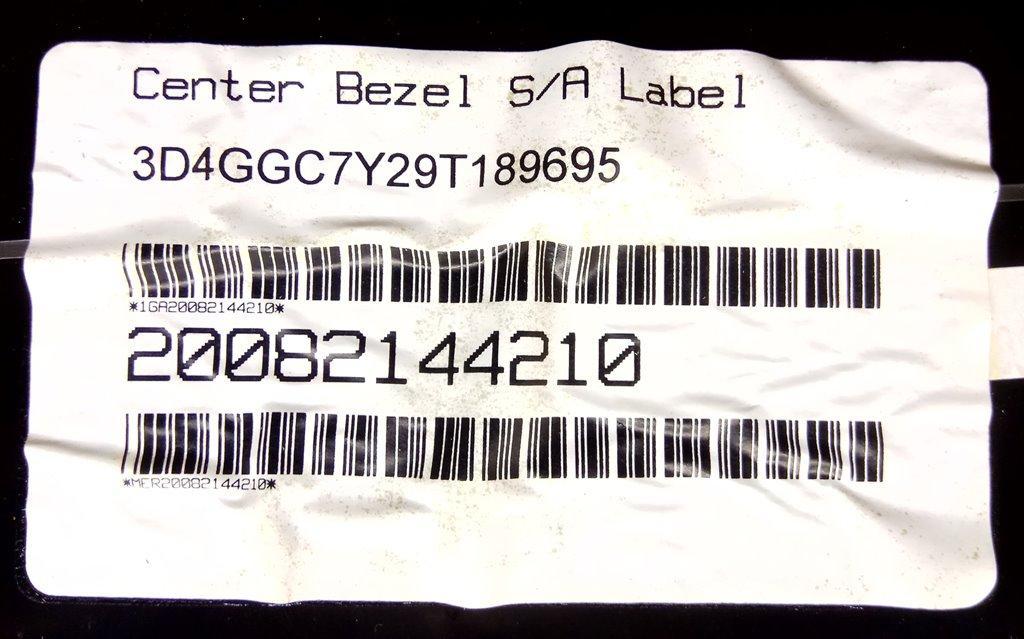 Center Bezel S/A Label
3D4GGC7Y29T189695
*1GA20082144210*
20082144210
*MER20082144210*